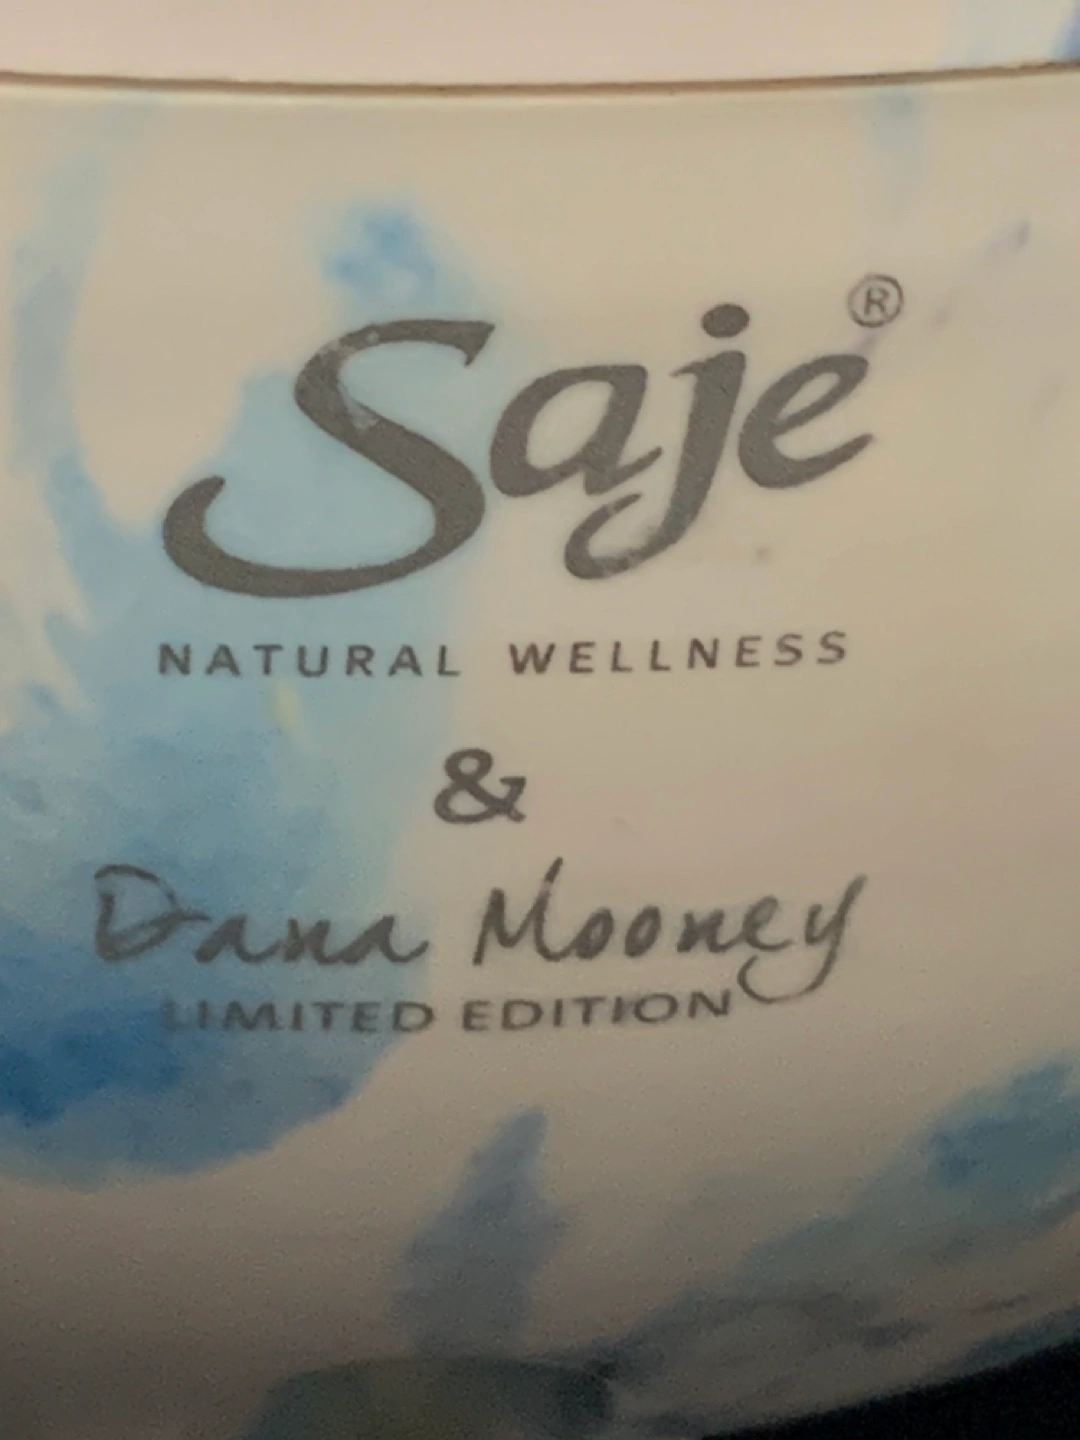 Saje®
NATURAL WELLNESS
&
Dana Mooney
LIMITED EDITION